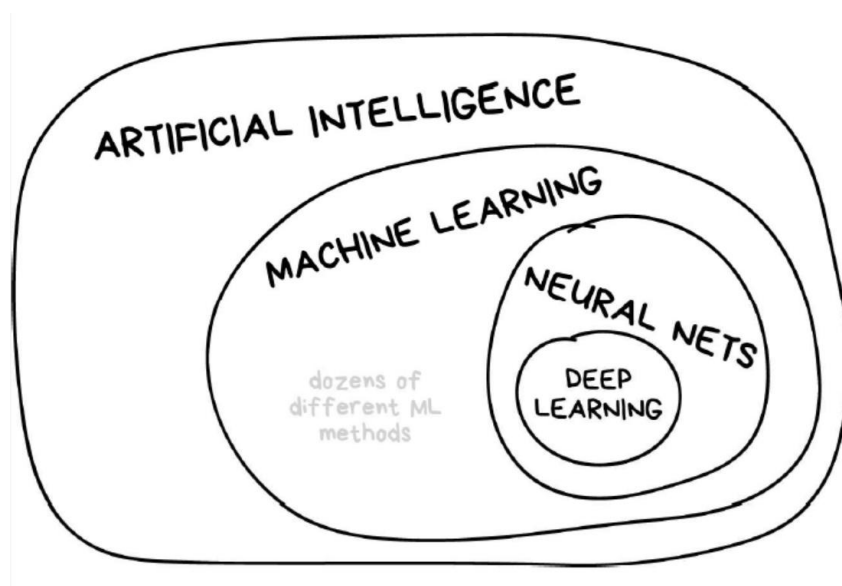 ARTIFICIAL INTELLIGENCE
MACHINE LEARNING
NEURAL NETS
DEEP
LEARNING
dozens of
different ML
methods